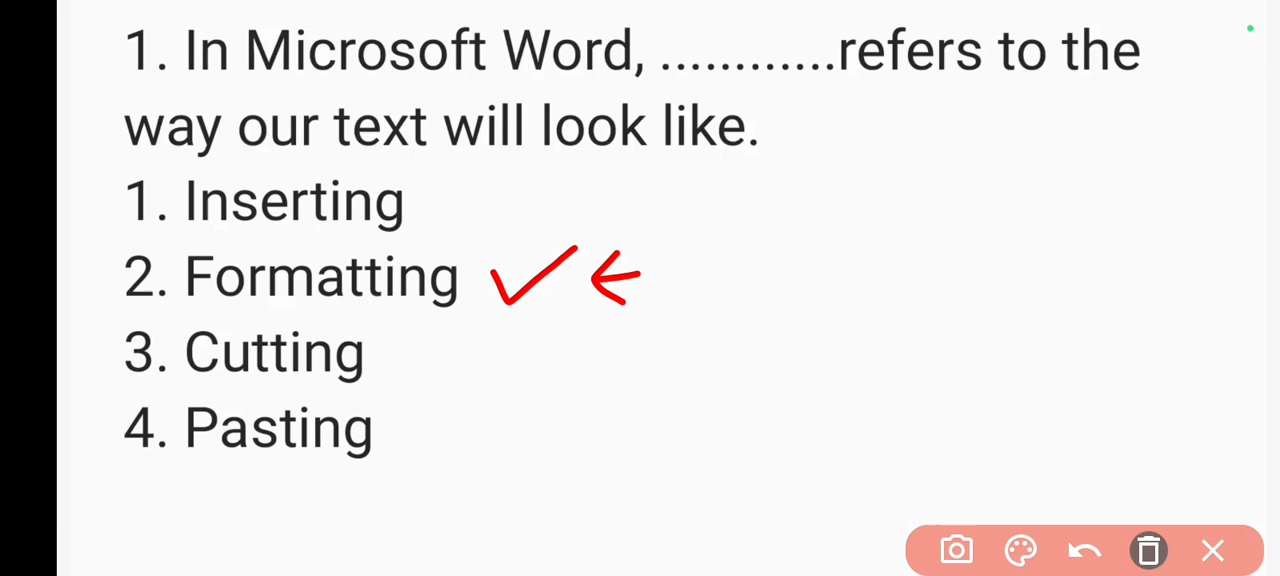 1. In Microsoft Word, ............refers to the
way our text will look like.
1. Inserting
2. Formatting
3. Cutting
4. Pasting